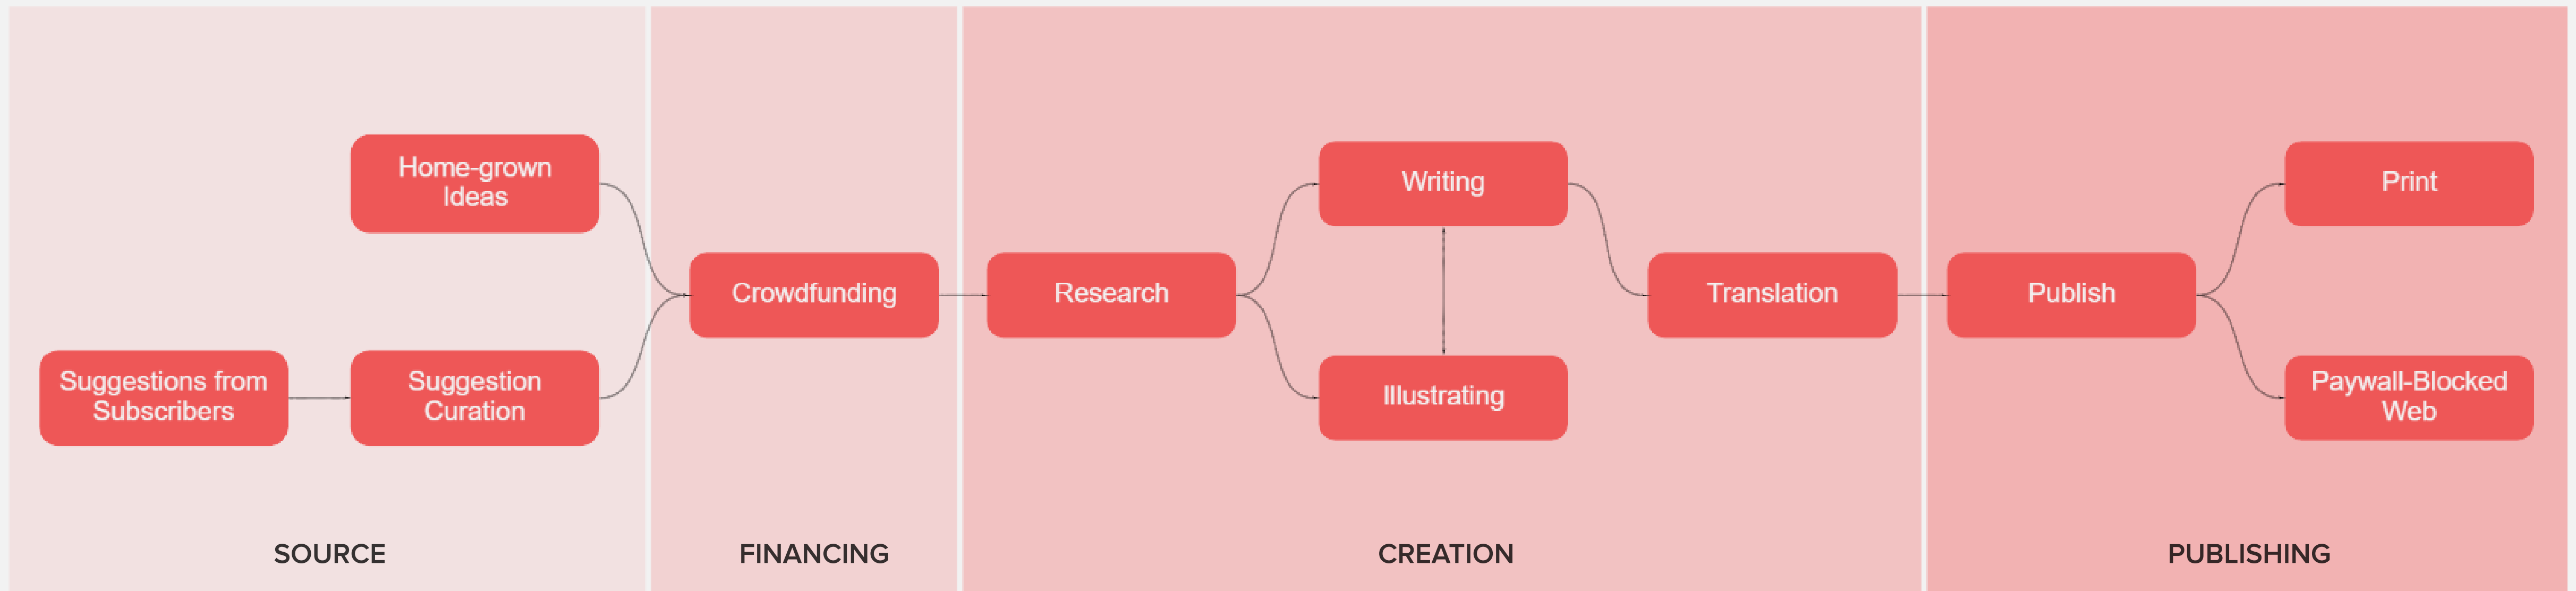 Home-grown
Ideas
Suggestions from
Subscribers
Suggestion
Curation
SOURCE
Crowdfunding
FINANCING
Research
Writing
Illustrating
Translation
CREATION
Publish
Print
Paywall-Blocked
Web
PUBLISHING